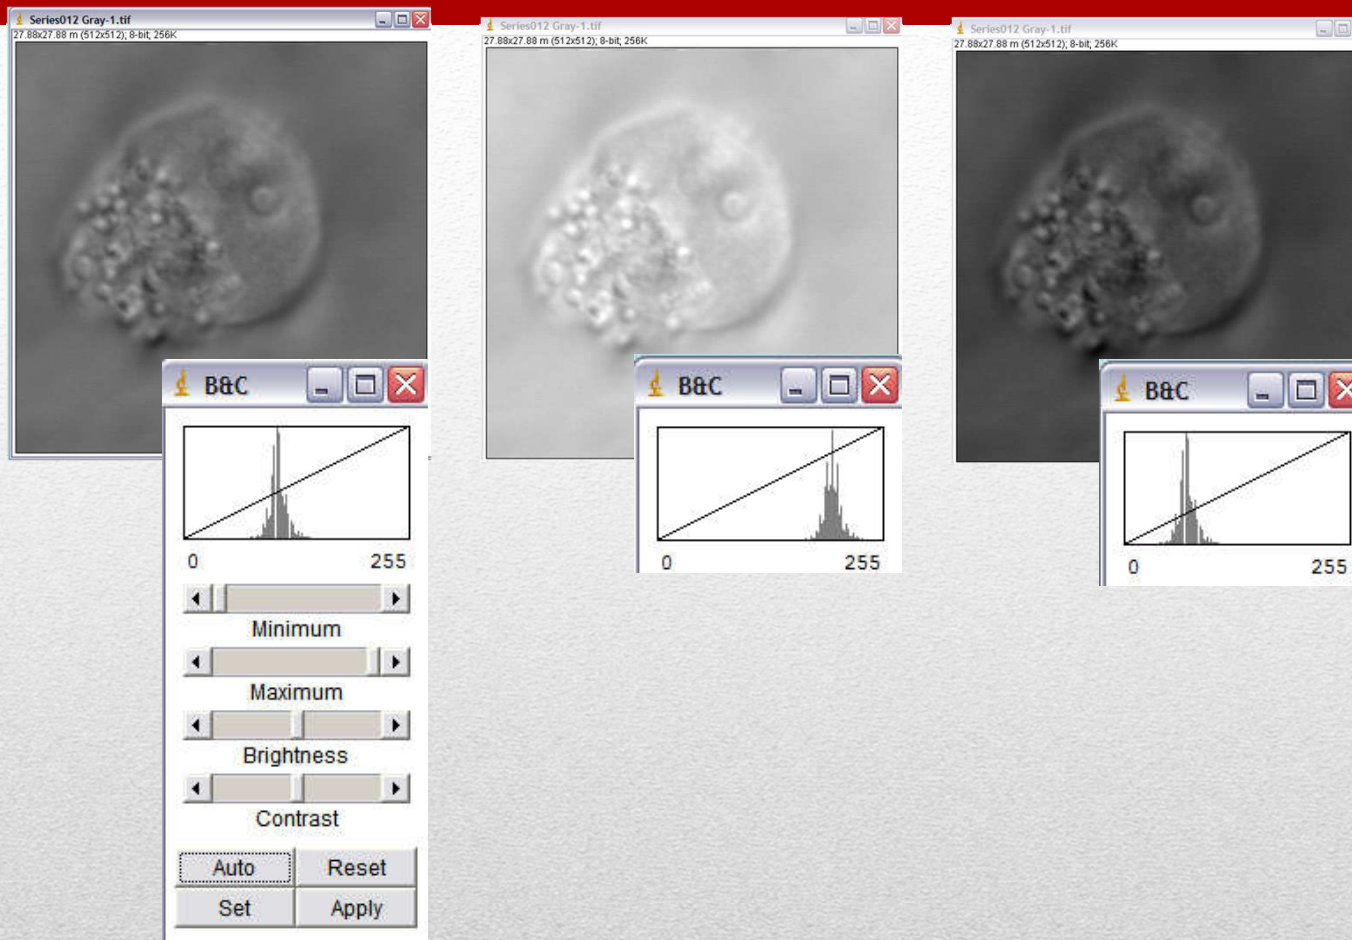 Series012 Gray-1.tif
27.88x27.88 m (512x512); 8-bit; 256K
B&C
0 255
Minimum
Maximum
Brightness
Contrast
Auto Reset
Set Apply
Series012 Gray-1.tif
27.88x27.88 m (512x512); 8-bit; 256K
B&C
0 255
Series012 Gray-1.tif
27.88x27.88 m (512x512); 8-bit; 256K
B&C
0 255